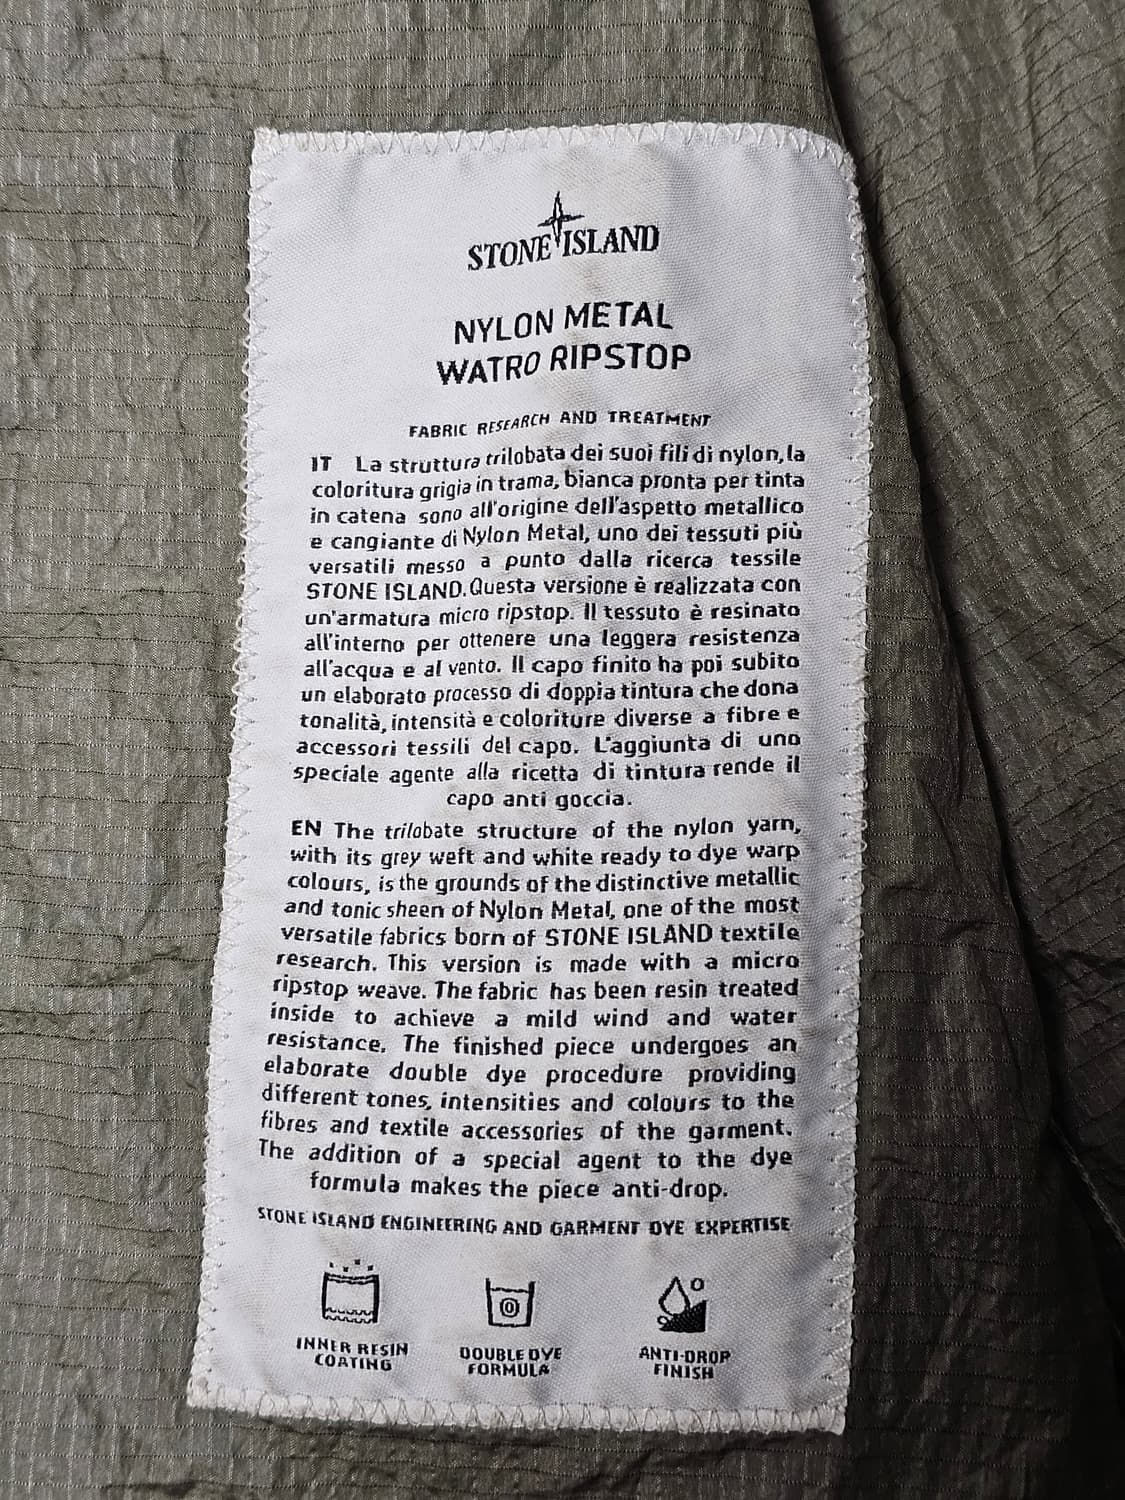 STONE ISLAND
NYLON METAL
WATRO RIPSTOP
FABRIC RESEARCH AND TREATMENT
IT La struttura trilobata dei suoi fili di nylon, la
coloritura grigia in trama, bianca pronta per tinta
in catena sono all'origine dell'aspetto metallico
e cangiante di Nylon Metal, uno dei tessuti più
versatili messo a punto dalla ricerca tessile
STONE ISLAND. Questa versione è realizzata con
un'armatura micro ripstop. Il tessuto è resinato
all'interno per ottenere una leggera resistenza
all'acqua e al vento. Il capo finito ha poi subito
un elaborato processo di doppia tintura che dona
tonalità, intensità e coloriture diverse a fibre e
accessori tessili del capo. L'aggiunta di uno
speciale agente alla ricetta di tintura rende il
capo anti goccia.
EN The trilobate structure of the nylon yarn,
with its grey weft and white ready to dye warp
colours, is the grounds of the distinctive metallic
and tonic sheen of Nylon Metal, one of the most
versatile fabrics born of STONE ISLAND textile
research. This version is made with a micro
ripstop weave. The fabric has been resin treated
inside to achieve a mild wind and water
resistance. The finished piece undergoes an
elaborate double dye procedure providing
different tones, intensities and colours to the
fibres and textile accessories of the garment.
The addition of a special agent to the dye
formula makes the piece anti-drop.
STONE ISLAND ENGINEERING AND GARMENT DYE EXPERTISE
INNER RESIN
COATING
DOUBLE DYE
FORMULA
ANTI-DROP
FINISH